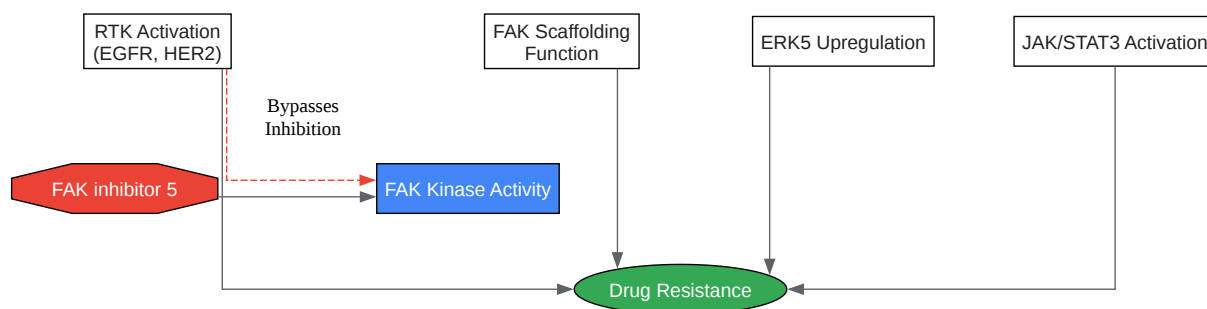 RTK Activation
(EGFR, HER2)
FAK Scaffolding
Function
ERK5 Upregulation
JAK/STAT3 Activation
Bypasses
Inhibition
FAK inhibitor 5
FAK Kinase Activity
Drug Resistance